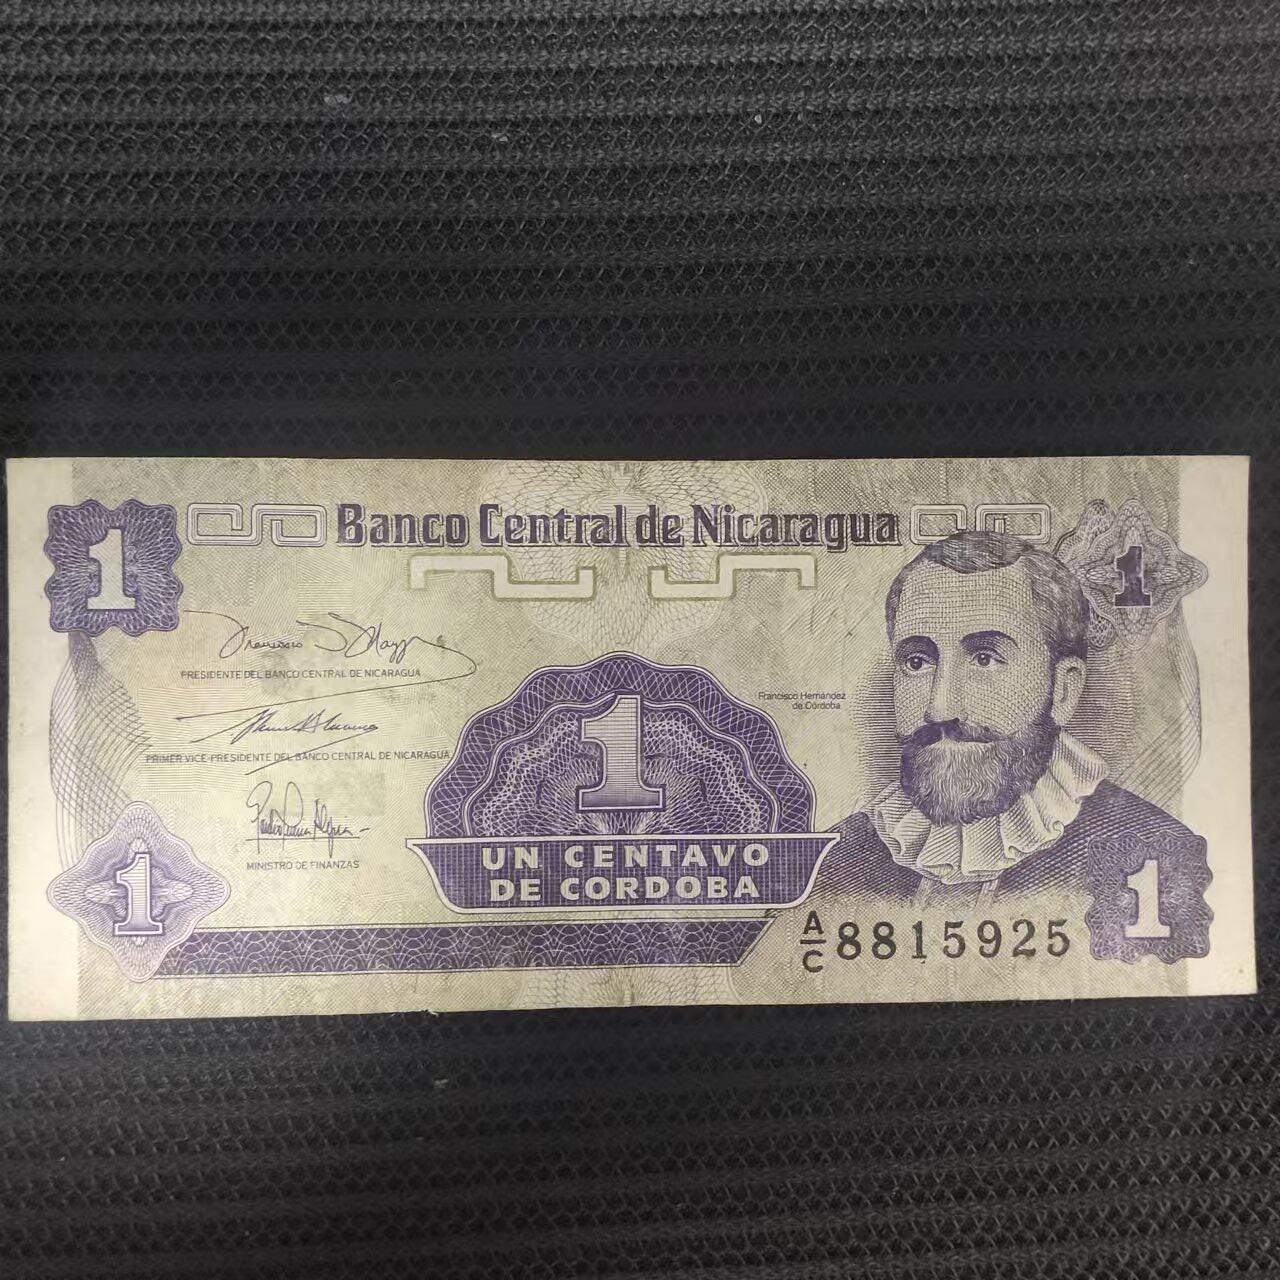 1
Banco Central de Nicaragua
1
PRESIDENTE DEL BANCO CENTRAL DE NICARAGUA
Francisco Hernández
de Córdoba
PRIMER VICE-PRESIDENTE DEL BANCO CENTRAL DE NICARAGUA
1
MINISTRO DE FINANZAS
UN CENTAVO
DE CORDOBA
1
1
A/C 8815925